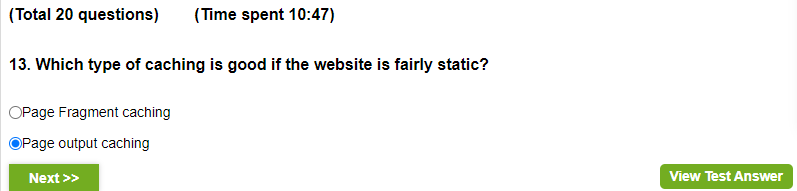 (Total 20 questions) (Time spent 10:47)
13. Which type of caching is good if the website is fairly static?
Page Fragment caching
Page output caching
Next >>
View Test Answer